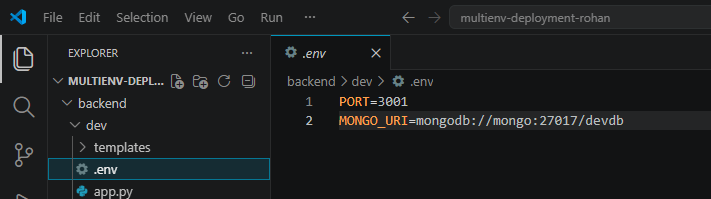 File Edit Selection View Go Run ... multienv-deployment-rohan
EXPLORER ...
MULTIENV-DEPL...
backend
dev
templates
.env
app.py
.env
backend > dev > .env
1 PORT=3001
2 MONGO_URI=mongodb://mongo:27017/devdb